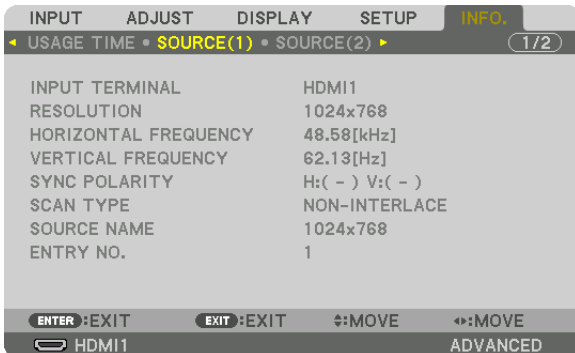 INPUT ADJUST DISPLAY SETUP INFO.
◄ USAGE TIME • SOURCE(1) • SOURCE(2) ► 1/2
INPUT TERMINAL HDMI1
RESOLUTION 1024x768
HORIZONTAL FREQUENCY 48.58[kHz]
VERTICAL FREQUENCY 62.13[Hz]
SYNC POLARITY H:( - ) V:( - )
SCAN TYPE NON-INTERLACE
SOURCE NAME 1024x768
ENTRY NO. 1
ENTER :EXIT EXIT :EXIT ♦:MOVE ◄►:MOVE
HDMI1 ADVANCED